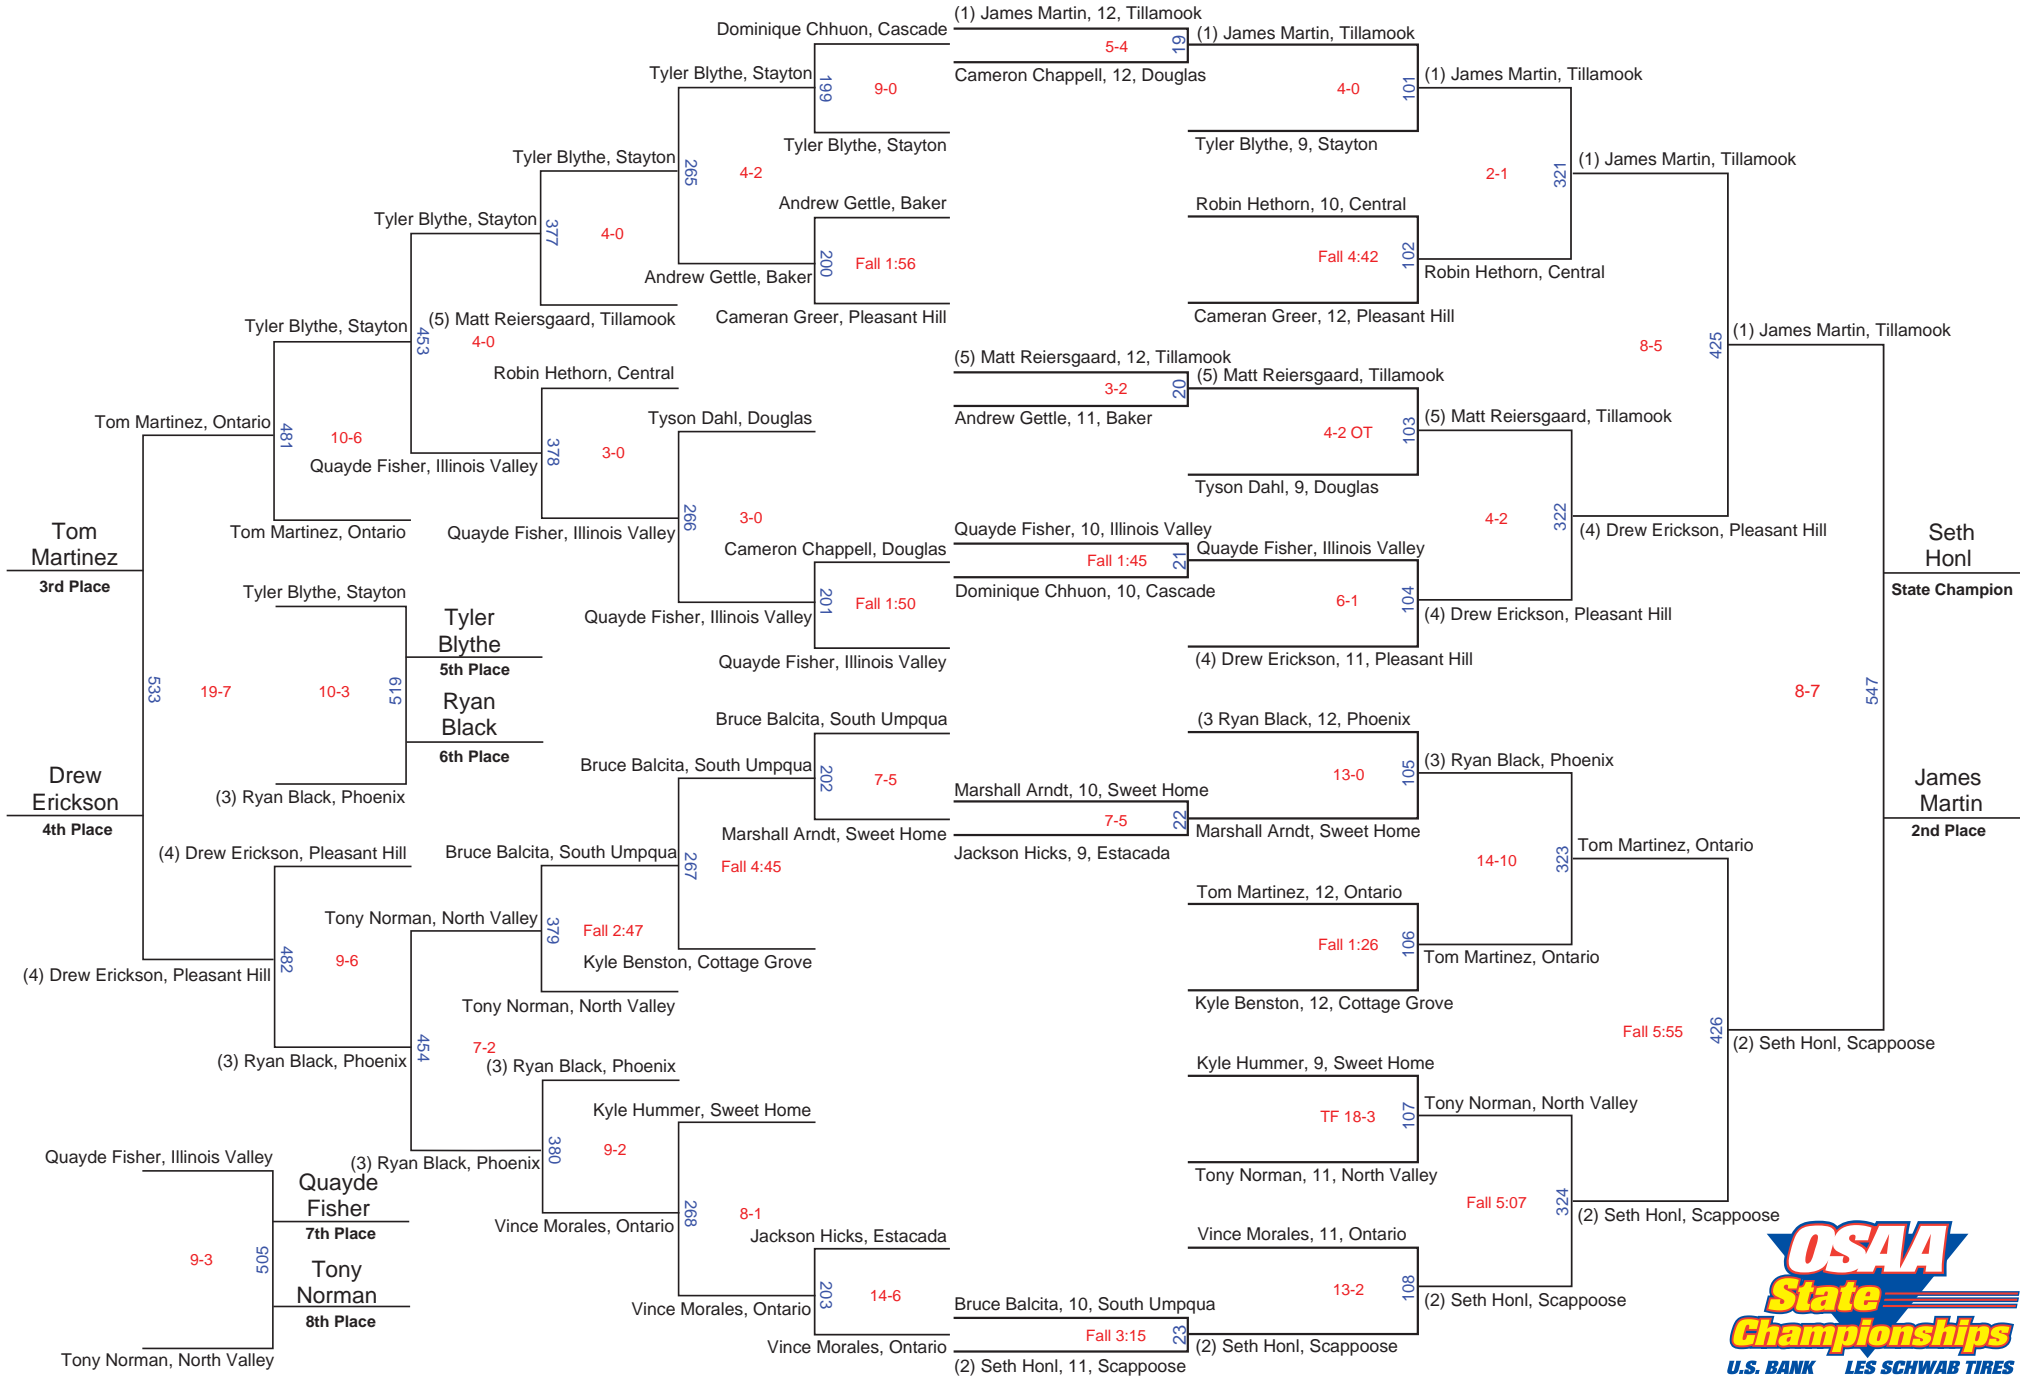 (1) James Martin, 12, Tillamook
5-4
19
Cameron Chappell, 12, Douglas
(1) James Martin, Tillamook
4-0
101
Tyler Blythe, 9, Stayton
(1) James Martin, Tillamook
Robin Hethorn, 10, Central
Fall 4:42
102
Cameran Greer, 12, Pleasant Hill
Robin Hethorn, Central
2-1
321
(1) James Martin, Tillamook
(5) Matt Reiersgaard, 12, Tillamook
3-2
20
Andrew Gettle, 11, Baker
(5) Matt Reiersgaard, Tillamook
4-2 OT
103
Tyson Dahl, 9, Douglas
(5) Matt Reiersgaard, Tillamook
Quayde Fisher, 10, Illinois Valley
Fall 1:45
21
Dominique Chhuon, 10, Cascade
Quayde Fisher, Illinois Valley
6-1
104
(4) Drew Erickson, 11, Pleasant Hill
(4) Drew Erickson, Pleasant Hill
4-2
322
(4) Drew Erickson, Pleasant Hill
8-5
425
(1) James Martin, Tillamook
(3 Ryan Black, 12, Phoenix
13-0
105
Marshall Arndt, 10, Sweet Home
7-5
22
Jackson Hicks, 9, Estacada
Marshall Arndt, Sweet Home
(3) Ryan Black, Phoenix
Tom Martinez, 12, Ontario
Fall 1:26
106
Kyle Benston, 12, Cottage Grove
Tom Martinez, Ontario
14-10
323
Tom Martinez, Ontario
Kyle Hummer, 9, Sweet Home
TF 18-3
107
Tony Norman, 11, North Valley
Tony Norman, North Valley
Vince Morales, 11, Ontario
13-2
108
Bruce Balcita, 10, South Umpqua
Fall 3:15
23
(2) Seth Honl, 11, Scappoose
(2) Seth Honl, Scappoose
(2) Seth Honl, Scappoose
Fall 5:07
324
(2) Seth Honl, Scappoose
Fall 5:55
426
(2) Seth Honl, Scappoose
8-7
547
Seth
Honl
State Champion
James
Martin
2nd Place
Dominique Chhuon, Cascade
9-0
199
Tyler Blythe, Stayton
Tyler Blythe, Stayton
Andrew Gettle, Baker
Fall 1:56
200
Cameran Greer, Pleasant Hill
Andrew Gettle, Baker
4-2
265
Tyler Blythe, Stayton
4-0
377
(5) Matt Reiersgaard, Tillamook
Tyler Blythe, Stayton
4-0
453
Tyler Blythe, Stayton
Robin Hethorn, Central
3-0
378
Tyson Dahl, Douglas
3-0
266
Cameron Chappell, Douglas
Fall 1:50
201
Quayde Fisher, Illinois Valley
Quayde Fisher, Illinois Valley
Quayde Fisher, Illinois Valley
Quayde Fisher, Illinois Valley
10-6
481
Tom Martinez, Ontario
Tom Martinez, Ontario
Tom
Martinez
3rd Place
Tyler Blythe, Stayton
10-3
519
(3) Ryan Black, Phoenix
Tyler
Blythe
5th Place
Ryan
Black
6th Place
533
19-7
Drew
Erickson
4th Place
Bruce Balcita, South Umpqua
7-5
202
Marshall Arndt, Sweet Home
Bruce Balcita, South Umpqua
Fall 4:45
267
Kyle Benston, Cottage Grove
Bruce Balcita, South Umpqua
Fall 2:47
379
Tony Norman, North Valley
Tony Norman, North Valley
(4) Drew Erickson, Pleasant Hill
9-6
482
(4) Drew Erickson, Pleasant Hill
(3) Ryan Black, Phoenix
7-2
454
(3) Ryan Black, Phoenix
9-2
380
(3) Ryan Black, Phoenix
Kyle Hummer, Sweet Home
8-1
268
Vince Morales, Ontario
Jackson Hicks, Estacada
14-6
203
Vince Morales, Ontario
Vince Morales, Ontario
Quayde Fisher, Illinois Valley
9-3
505
Tony Norman, North Valley
Quayde
Fisher
7th Place
Tony
Norman
8th Place
OSAA
State
Championships
U.S. BANK LES SCHWAB TIRES